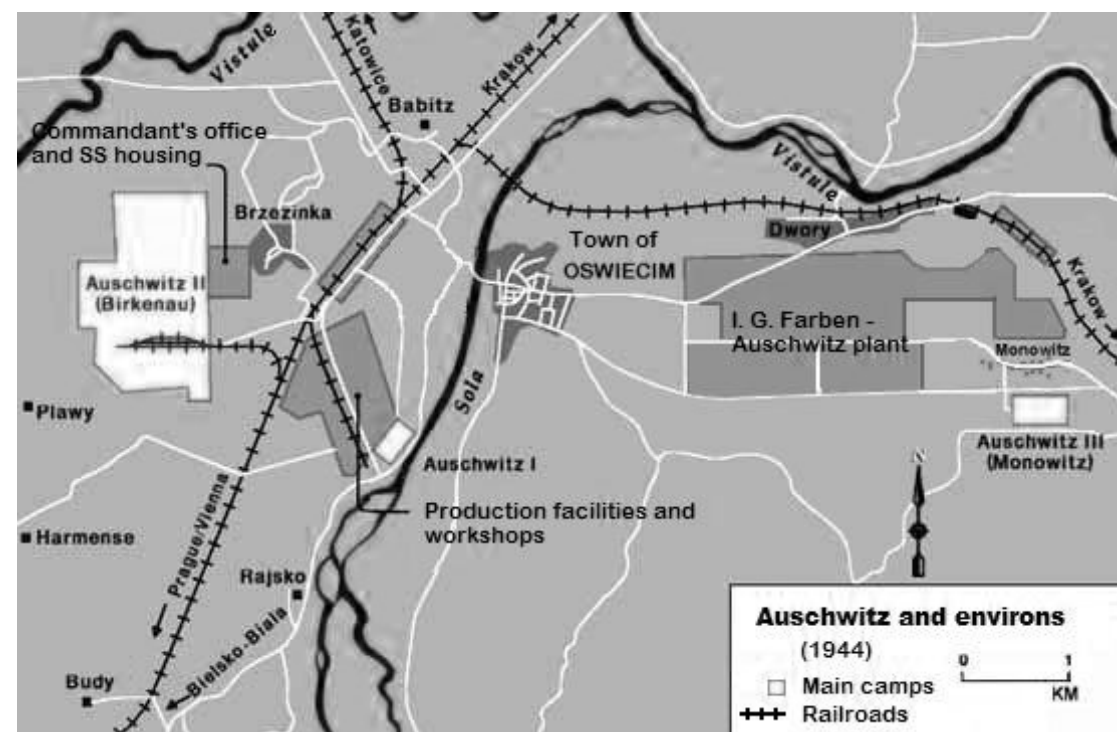 Vistule
Katowice
Krakow
Babitz
Commandant's office
and SS housing
Brzezinka
Vistule
Dwory
Town of
OSWIECIM
Auschwitz II
(Birkenau)
Krakow
I. G. Farben -
Auschwitz plant
Monowitz
Sola
Plawy
Auschwitz III
(Monowitz)
Auschwitz I
N
Production facilities and
workshops
Harmense
Prague/Vienna
Rajsko
Bielsko-Biala
Budy
Auschwitz and environs
(1944)
0 1
KM
Main camps
Railroads